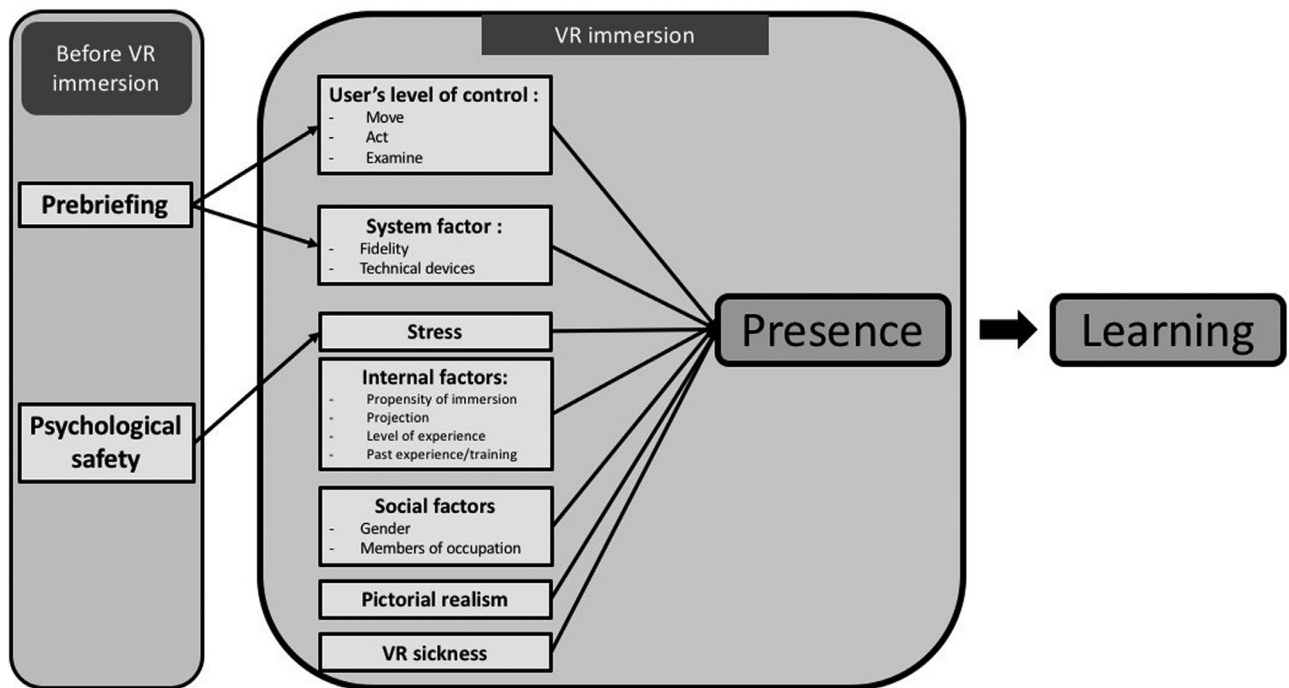 Before VR
immersion
Prebriefing
Psychological
safety
VR immersion
User's level of control :
- Move
- Act
- Examine
System factor :
- Fidelity
- Technical devices
Stress
Internal factors:
- Propensity of immersion
- Projection
- Level of experience
- Past experience/training
Social factors
- Gender
- Members of occupation
Pictorial realism
VR sickness
Presence
Learning